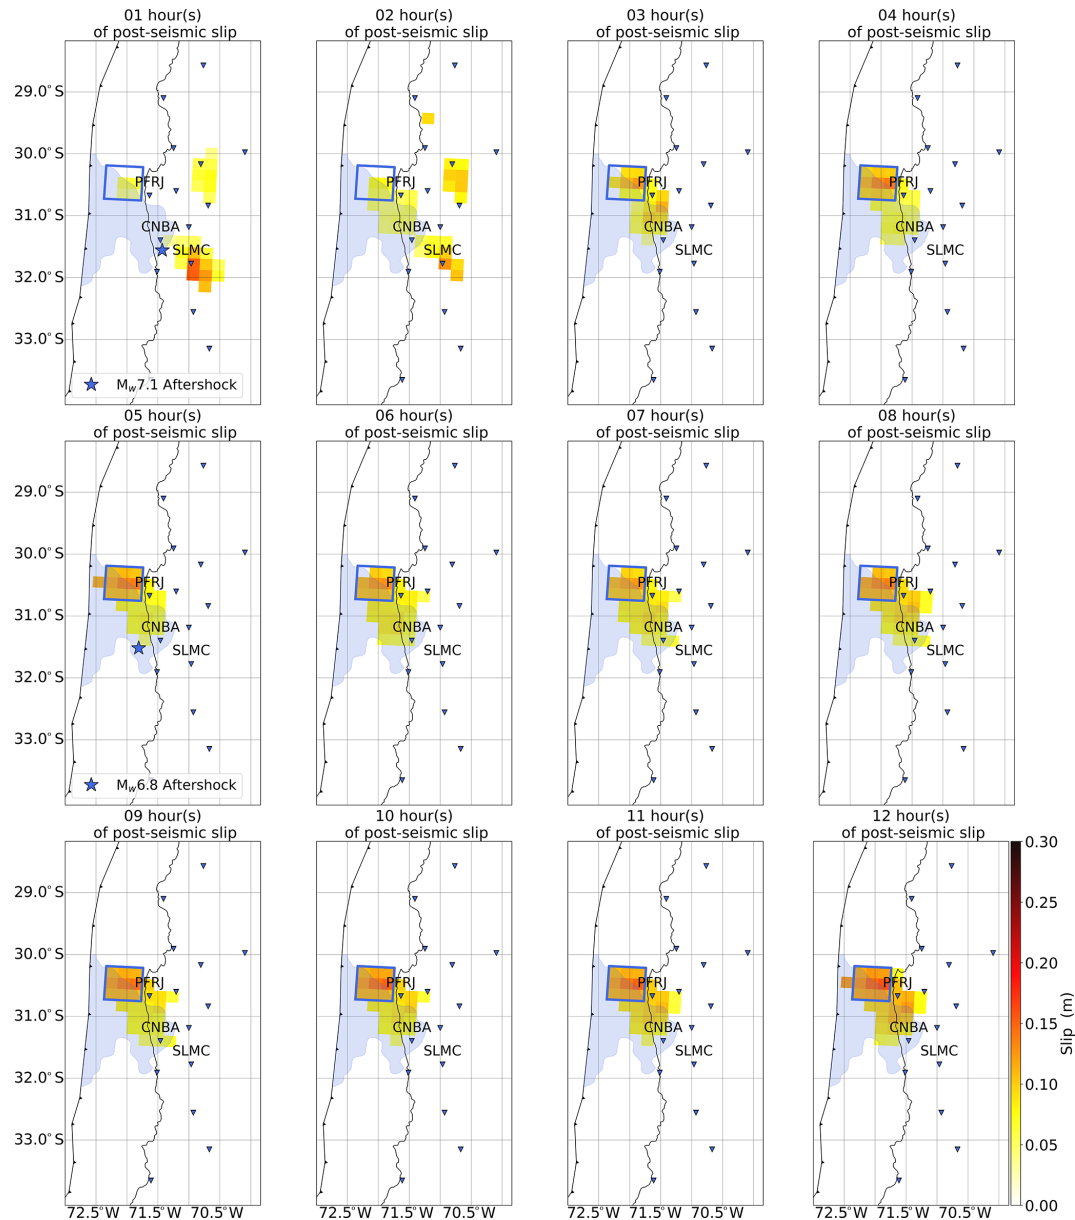 01 hour(s)
of post-seismic slip
02 hour(s)
of post-seismic slip
03 hour(s)
of post-seismic slip
04 hour(s)
of post-seismic slip
29.0°S
30.0°S
31.0°S
32.0°S
33.0°S
PFRJ
CNBA
SLMC
PFRJ
CNBA
SLMC
PFRJ
CNBA
SLMC
PFRJ
CNBA
SLMC
Mw7.1 Aftershock
05 hour(s)
of post-seismic slip
06 hour(s)
of post-seismic slip
07 hour(s)
of post-seismic slip
08 hour(s)
of post-seismic slip
29.0°S
30.0°S
31.0°S
32.0°S
33.0°S
PFRJ
CNBA
SLMC
PFRJ
CNBA
SLMC
PFRJ
CNBA
SLMC
PFRJ
CNBA
SLMC
Mw6.8 Aftershock
09 hour(s)
of post-seismic slip
10 hour(s)
of post-seismic slip
11 hour(s)
of post-seismic slip
12 hour(s)
of post-seismic slip
29.0°S
30.0°S
31.0°S
32.0°S
33.0°S
PFRJ
CNBA
SLMC
PFRJ
CNBA
SLMC
PFRJ
CNBA
SLMC
PFRJ
CNBA
SLMC
72.5°W 71.5°W 70.5°W
72.5°W 71.5°W 70.5°W
72.5°W 71.5°W 70.5°W
72.5°W 71.5°W 70.5°W
0.30
0.25
0.20
0.15
0.10
0.05
0.00
Slip (m)